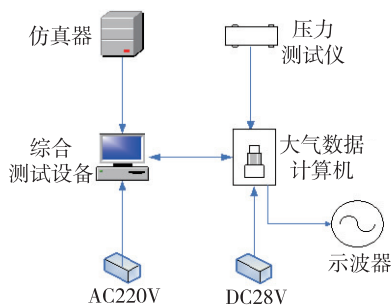 仿真器
压力
测试仪
综合
测试设备
大气数据
计算机
示波器
AC220V
DC28V